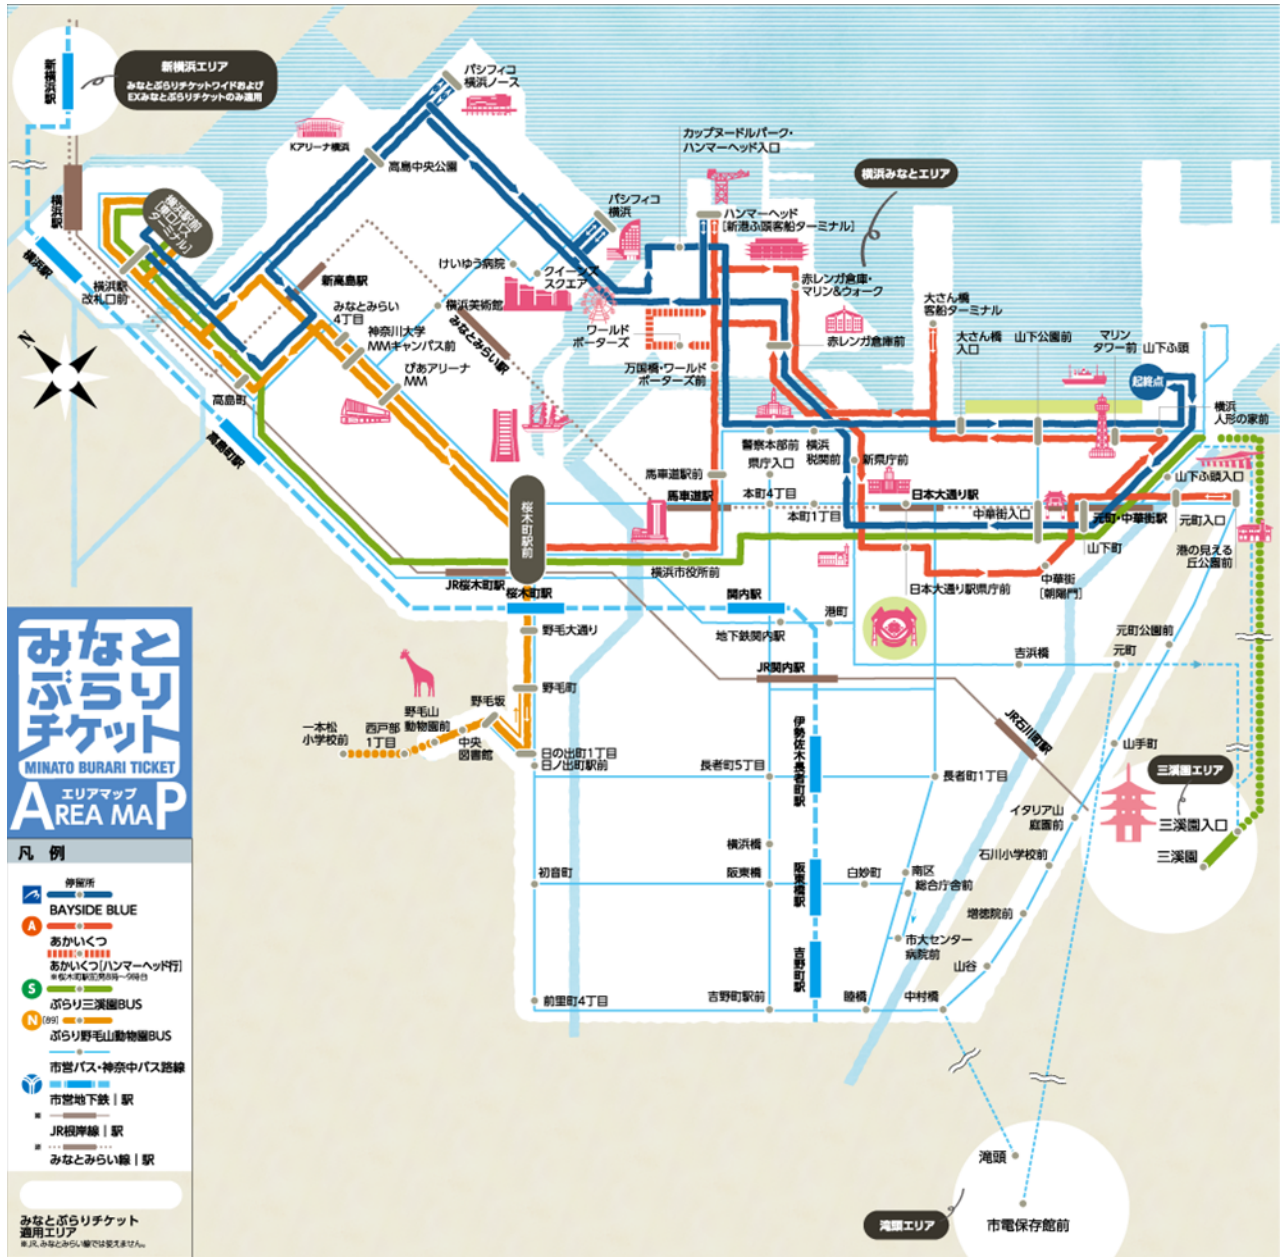 新横浜駅
新横浜エリア
みなとぶらりチケットワイドおよび
EXみなとぶらりチケットのみ適用
パシフィコ
横浜ノース
Kアリーナ横浜
高島中央公園
カップヌードルパーク・
ハンマーヘッド入口
横浜みなとエリア
横浜駅
横浜駅前
[東口バス
ターミナル]
パシフィコ
横浜
ハンマーヘッド
[新港ふ頭客船ターミナル]
横浜駅
横浜駅
改札口前
新高島駅
けいゆう病院
クイーンズ
スクエア
赤レンガ倉庫・
マリン&ウォーク
みなとみらい
4丁目
横浜美術館
みなとみらい駅
大さん橋
客船ターミナル
N
神奈川大学
MMキャンパス前
ワールド
ポーターズ
赤レンガ倉庫前
大さん橋
入口
山下公園前
マリン
タワー前
山下ふ頭
ぴあアリーナ
MM
万国橋・ワールド
ポーターズ前
起終点
高島町
高島町駅
横浜
人形の家前
警察本部前
横浜
税関前
県庁入口
新県庁前
馬車道駅前
馬車道駅
本町4丁目
本町1丁目
日本大通り駅
中華街入口
元町・中華街駅
山下ふ頭入口
元町入口
桜木町駅前
山下町
港の見える
丘公園前
横浜市役所前
JR桜木町駅
桜木町駅
日本大通り駅県庁前
中華街
[朝陽門]
関内駅
港町
地下鉄関内駅
野毛大通り
元町公園前
吉浜橋
元町
JR関内駅
野毛町
野毛坂
野毛山
動物園前
一本松
小学校前
西戸部
1丁目
中央
図書館
日の出町1丁目
日ノ出町駅前
伊勢佐木長者町駅
JR石川町駅
山手町
長者町5丁目
長者町1丁目
三溪園エリア
イタリア山
庭園前
三溪園入口
横浜橋
石川小学校前
三溪園
初音町
阪東橋
阪東橋駅
白妙町
南区
総合庁舎前
増徳院前
市大センター
病院前
吉野町駅
山谷
前里町4丁目
吉野町駅前
睦橋
中村橋
滝頭
滝頭エリア
市電保存館前
みなと
ぶらり
チケット
MINATO BURARI TICKET
エリアマップ
AREA MAP
凡 例
停留所
BAYSIDE BLUE
A
あかいくつ
あかいくつ[ハンマーヘッド行]
※桜木町駅前発8時～9時台
S
ぶらり三溪園BUS
N [89]
ぶらり野毛山動物園BUS
市営バス・神奈中バス路線
市営地下鉄｜駅
JR根岸線｜駅
みなとみらい線｜駅
みなとぶらりチケット
適用エリア
※JR、みなとみらい線では使えません。